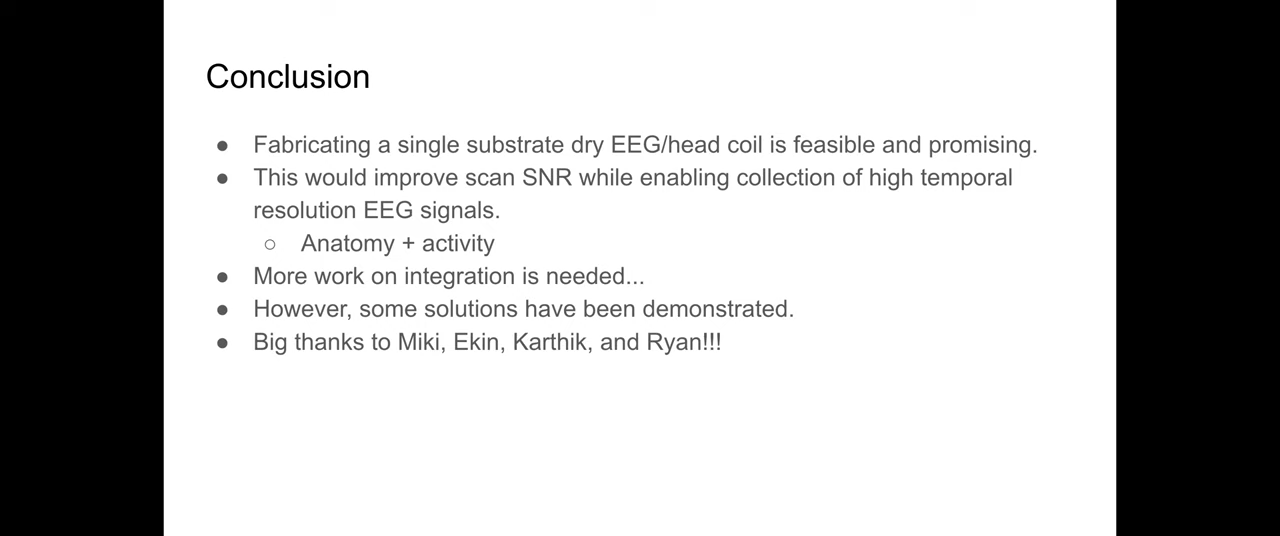 Conclusion
● Fabricating a single substrate dry EEG/head coil is feasible and promising.
● This would improve scan SNR while enabling collection of high temporal
resolution EEG signals.
○ Anatomy + activity
● More work on integration is needed...
● However, some solutions have been demonstrated.
● Big thanks to Miki, Ekin, Karthik, and Ryan!!!